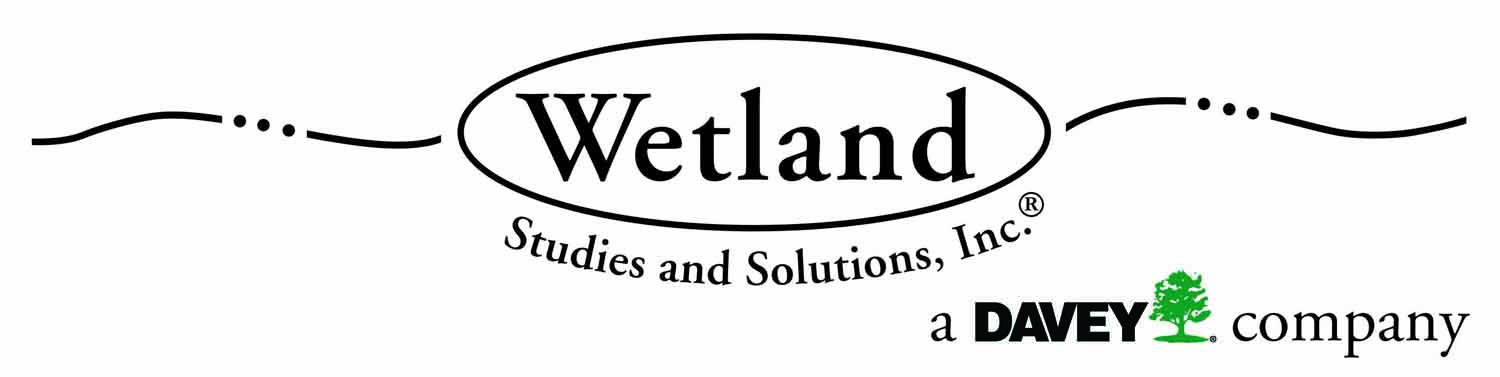 Wetland
Studies and Solutions, Inc.®
a DAVEY® company